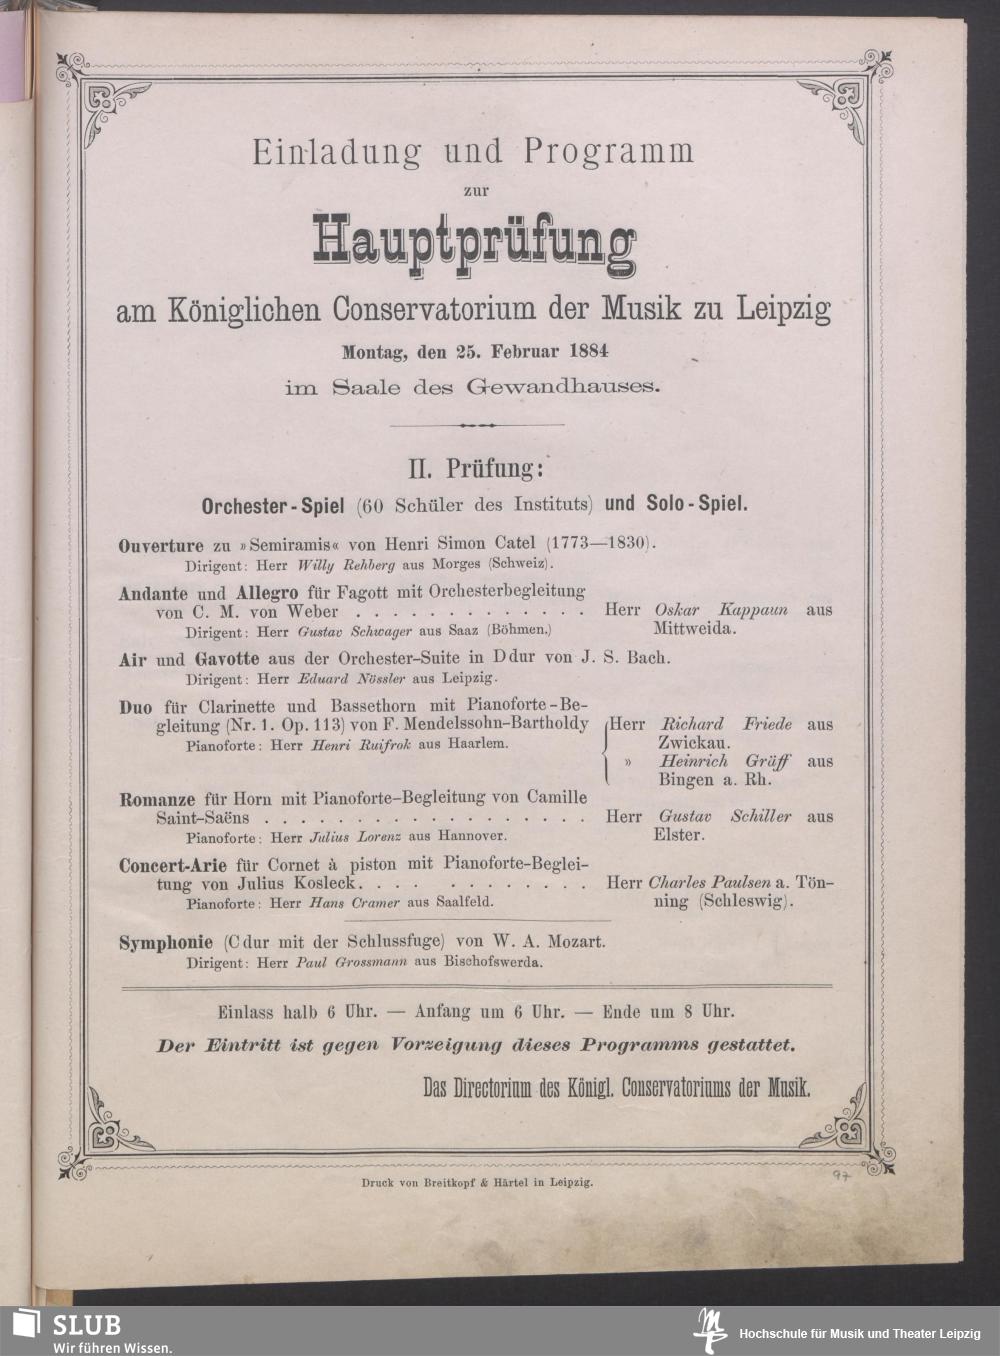 Einladung und Programm
zur
Hauptprüfung
am Königlichen Conservatorium der Musik zu Leipzig
Montag, den 25. Februar 1884
im Saale des Gewandhauses.
II. Prüfung:
Orchester-Spiel (60 Schüler des Instituts) und Solo-Spiel.
Ouverture zu »Semiramis« von Henri Simon Catel (1773—1830).
Dirigent: Herr Willy Rehberg aus Morges (Schweiz).
Andante und Allegro für Fagott mit Orchesterbegleitung
von C. M. von Weber . . . . . . . . . . . . . Herr Oskar Kappaun aus
Dirigent: Herr Gustav Schwager aus Saaz (Böhmen.) Mittweida.
Air und Gavotte aus der Orchester-Suite in D dur von J. S. Bach.
Dirigent: Herr Eduard Nössler aus Leipzig.
Duo für Clarinette und Bassethorn mit Pianoforte-Be-
gleitung (Nr. 1. Op. 113) von F. Mendelssohn-Bartholdy Herr Richard Friede aus
Pianoforte: Herr Henri Ruifrok aus Haarlem. Zwickau.
» Heinrich Gräff aus
Bingen a. Rh.
Romanze für Horn mit Pianoforte-Begleitung von Camille
Saint-Saëns . . . . . . . . . . . . . . . . . . Herr Gustav Schiller aus
Pianoforte: Herr Julius Lorenz aus Hannover. Elster.
Concert-Arie für Cornet à piston mit Pianoforte-Beglei-
tung von Julius Kosleck. . . . . . . . . . . . Herr Charles Paulsen a. Tön-
Pianoforte: Herr Hans Cramer aus Saalfeld. ning (Schleswig).
Symphonie (C dur mit der Schlussfuge) von W. A. Mozart.
Dirigent: Herr Paul Grossmann aus Bischofswerda.
Einlass halb 6 Uhr. — Anfang um 6 Uhr. — Ende um 8 Uhr.
Der Eintritt ist gegen Vorzeigung dieses Programms gestattet.
Das Directorium des Königl. Conservatoriums der Musik.
Druck von Breitkopf & Härtel in Leipzig.
97
SLUB
Wir führen Wissen.
Hochschule für Musik und Theater Leipzig